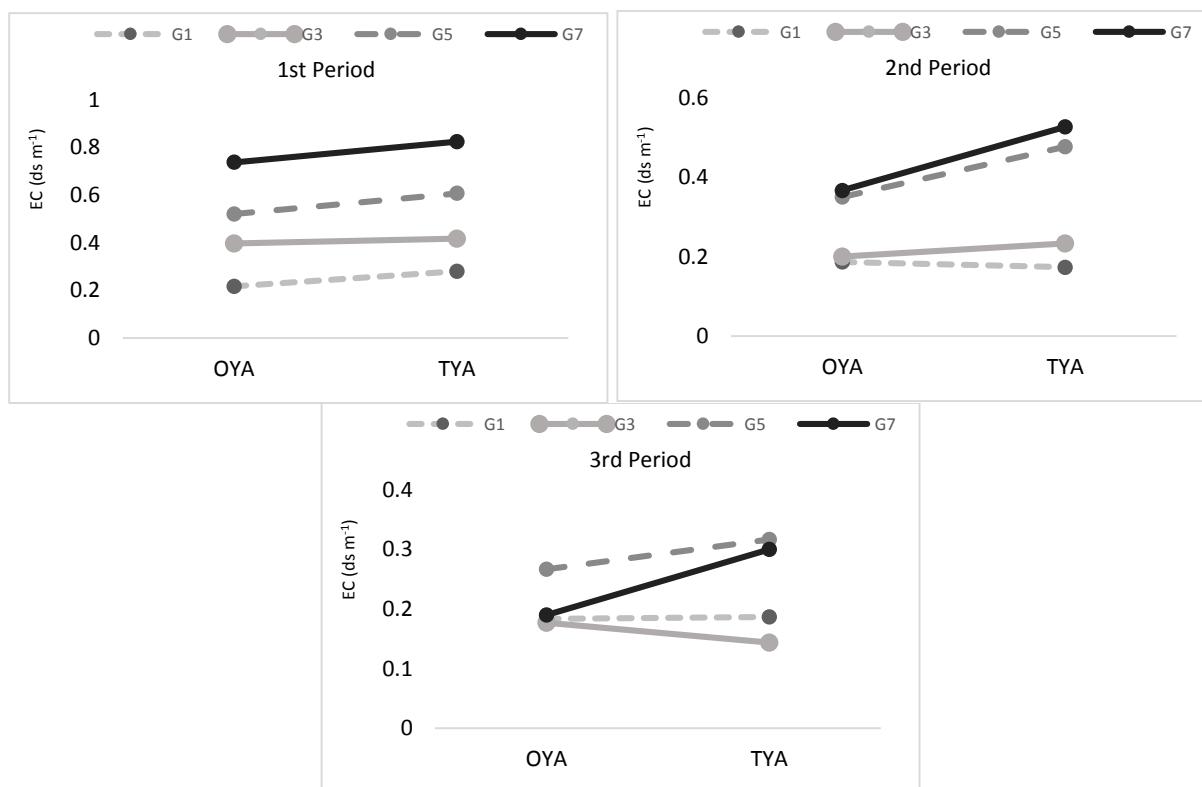 G1 G3 G5 G7
1st Period
EC (ds m⁻¹)
1
0.8
0.6
0.4
0.2
0
OYA TYA
G1 G3 G5 G7
2nd Period
EC (ds m⁻¹)
0.6
0.4
0.2
0
OYA TYA
G1 G3 G5 G7
3rd Period
EC (ds m⁻¹)
0.4
0.3
0.2
0.1
0
OYA TYA